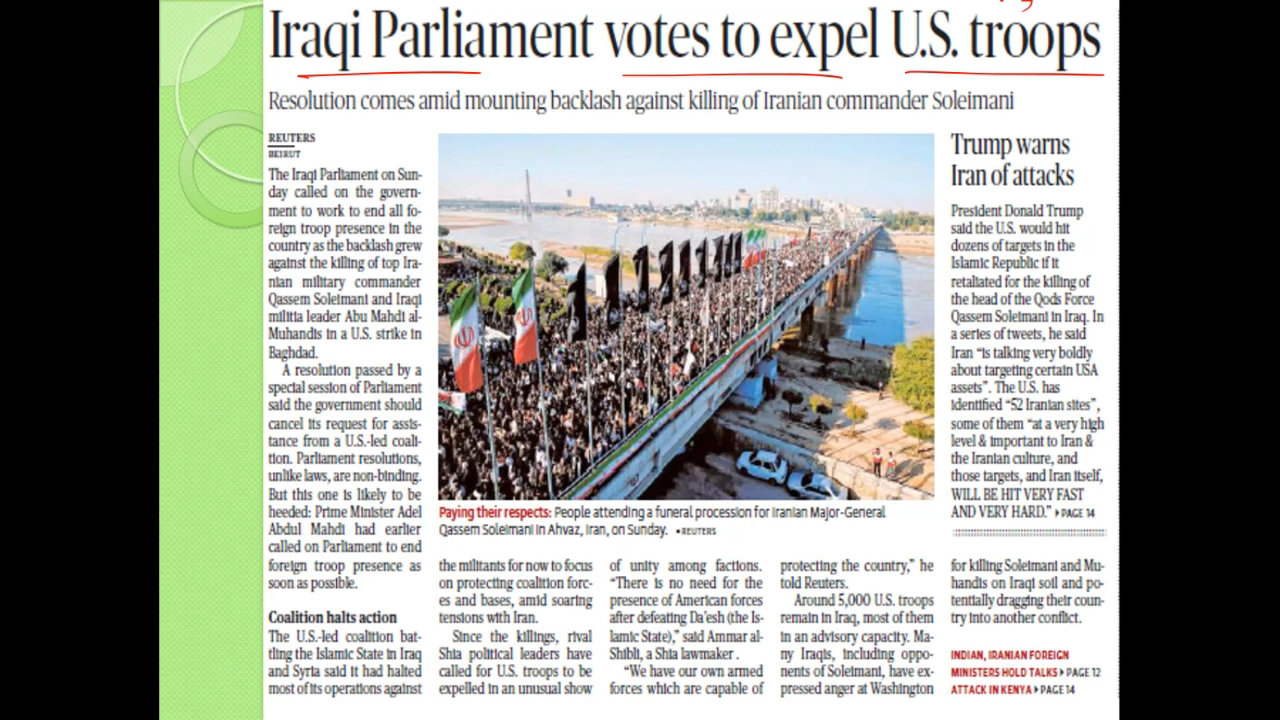 Iraqi Parliament votes to expel U.S. troops
Resolution comes amid mounting backlash against killing of Iranian commander Soleimani
REUTERS
BEIRUT
The Iraqi Parliament on Sun-
day called on the govern-
ment to work to end all fo-
reign troop presence in the
country as the backlash grew
against the killing of top Ira-
nian military commander
Qassem Soleimani and Iraqi
militia leader Abu Mahdi al-
Muhandis in a U.S. strike in
Baghdad.
A resolution passed by a
special session of Parliament
said the government should
cancel its request for assis-
tance from a U.S.-led coali-
tion. Parliament resolutions,
unlike laws, are non-binding.
But this one is likely to be
heeded: Prime Minister Adel
Abdul Mahdi had earlier
called on Parliament to end
foreign troop presence as
soon as possible.
Coalition halts action
The U.S.-led coalition bat-
tling the Islamic State in Iraq
and Syria said it had halted
most of its operations against
Paying their respects: People attending a funeral procession for Iranian Major-General
Qassem Soleimani in Ahvaz, Iran, on Sunday. •REUTERS
the militants for now to focus
on protecting coalition forc-
es and bases, amid soaring
tensions with Iran.
Since the killings, rival
Shia political leaders have
called for U.S. troops to be
expelled in an unusual show
of unity among factions.
“There is no need for the
presence of American forces
after defeating Da’esh (the Is-
lamic State),” said Ammar al-
Shibli, a Shia lawmaker .
“We have our own armed
forces which are capable of
protecting the country,” he
told Reuters.
Around 5,000 U.S. troops
remain in Iraq, most of them
in an advisory capacity. Ma-
ny Iraqis, including oppo-
nents of Soleimani, have ex-
pressed anger at Washington
for killing Soleimani and Mu-
handis on Iraqi soil and po-
tentially dragging their coun-
try into another conflict.
Trump warns
Iran of attacks
President Donald Trump
said the U.S. would hit
dozens of targets in the
Islamic Republic if it
retaliated for the killing of
the head of the Qods Force
Qassem Soleimani in Iraq. In
a series of tweets, he said
Iran “is talking very boldly
about targeting certain USA
assets”. The U.S. has
identified “52 Iranian sites”,
some of them “at a very high
level & important to Iran &
the Iranian culture, and
those targets, and Iran itself,
WILL BE HIT VERY FAST
AND VERY HARD.” ▸ PAGE 14
INDIAN, IRANIAN FOREIGN
MINISTERS HOLD TALKS ▸ PAGE 12
ATTACK IN KENYA ▸ PAGE 14